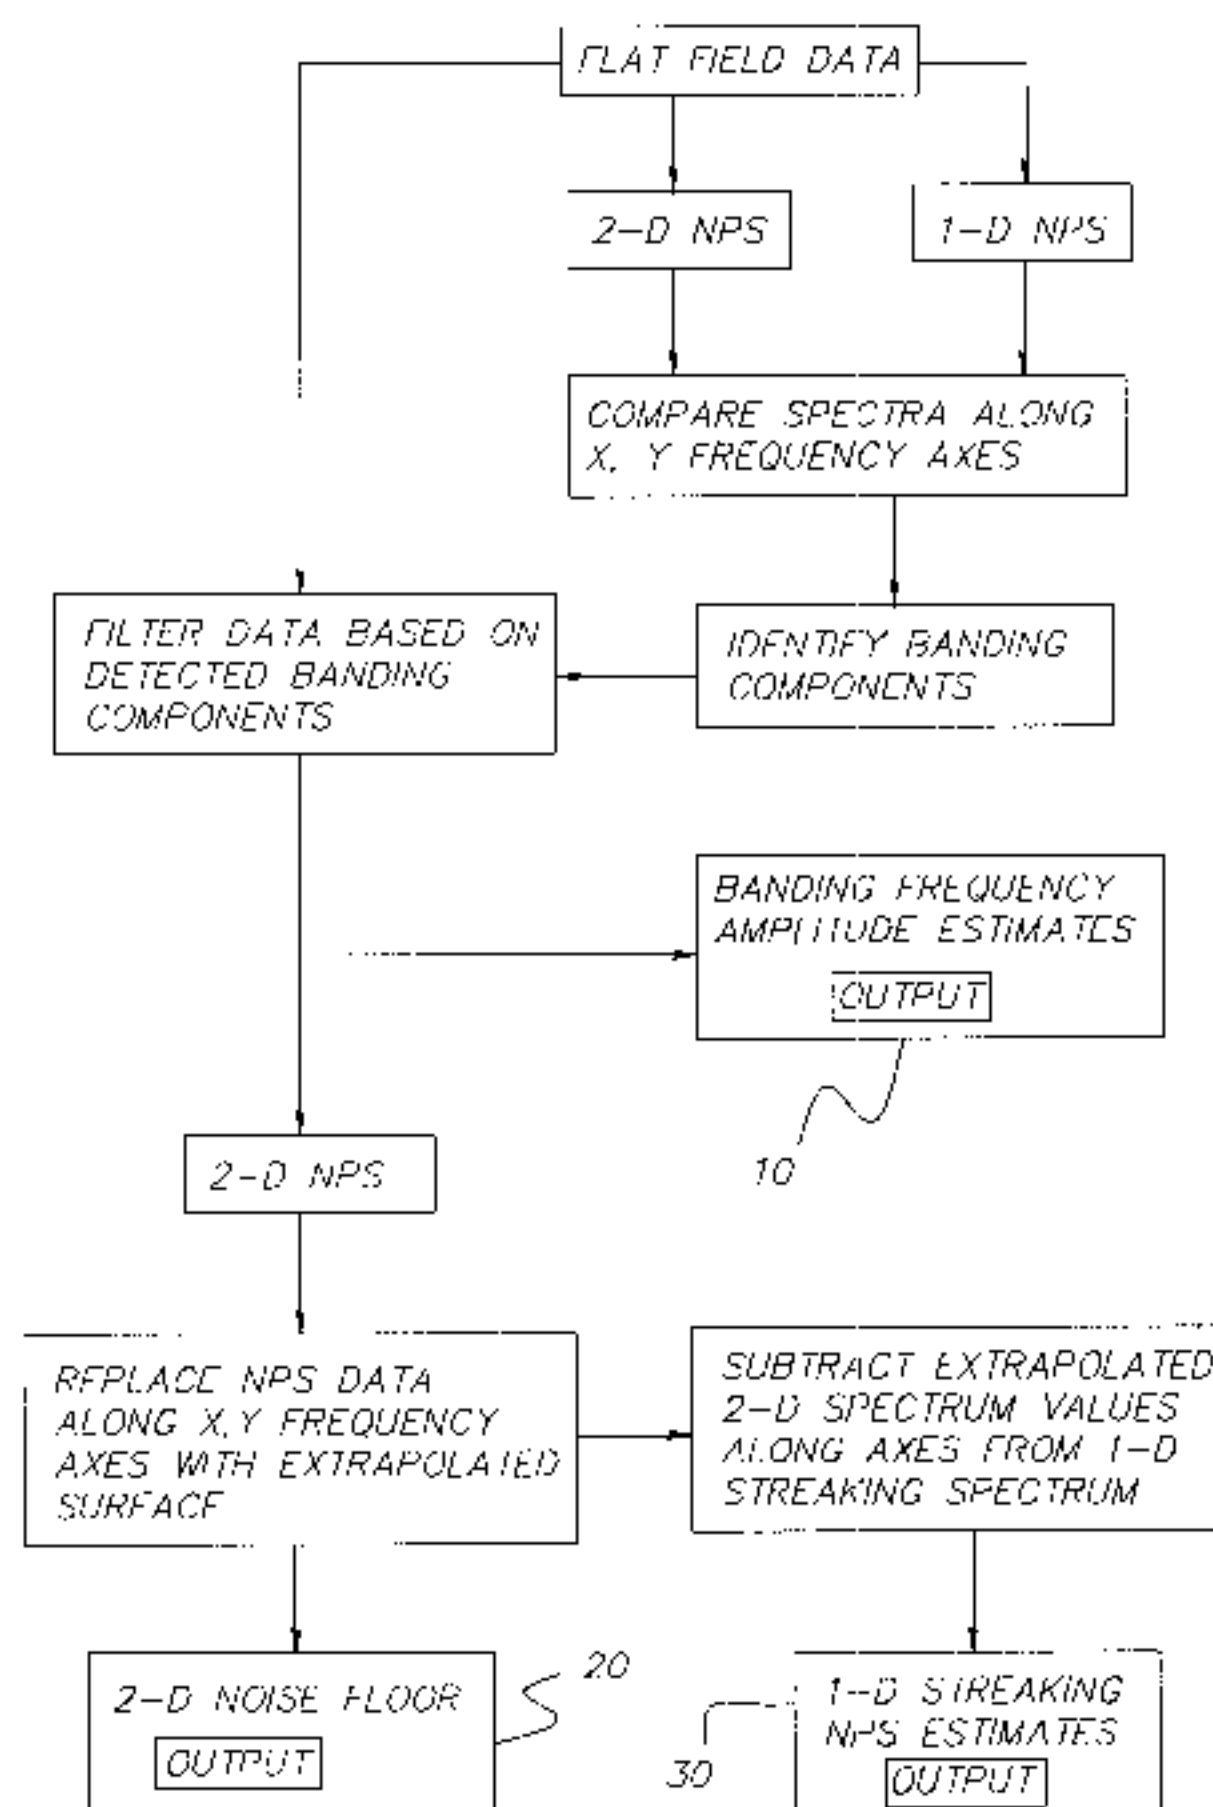 FLAT FIELD DATA
2-D NPS
1-D NPS
COMPARE SPECTRA ALONG
X, Y FREQUENCY AXES
FILTER DATA BASED ON
DETECTED BANDING
COMPONENTS
IDENTIFY BANDING
COMPONENTS
BANDING FREQUENCY
AMPLITUDE ESTIMATES
OUTPUT
10
2-D NPS
REPLACE NPS DATA
ALONG X,Y FREQUENCY
AXES WITH EXTRAPOLATED
SURFACE
SUBTRACT EXTRAPOLATED
2-D SPECTRUM VALUES
ALONG AXES FROM 1-D
STREAKING SPECTRUM
2-D NOISE FLOOR
OUTPUT
20
1-D STREAKING
NPS ESTIMATES
OUTPUT
30